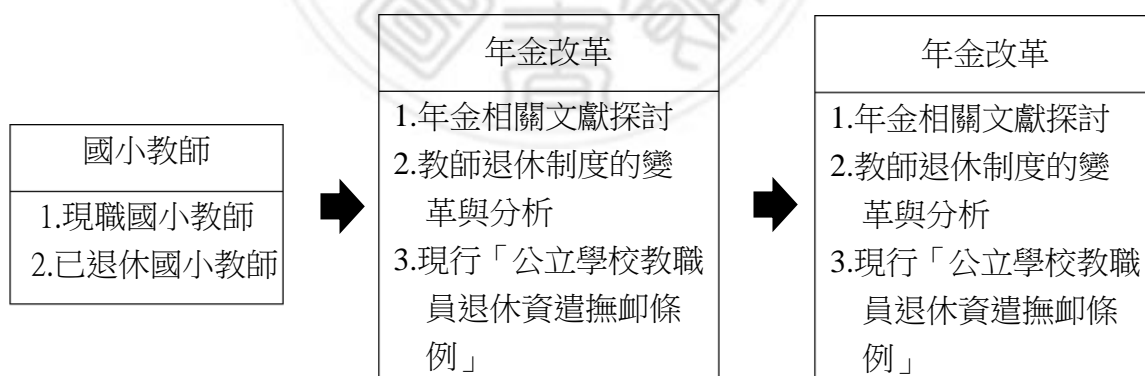 國小教師
1.現職國小教師
2.已退休國小教師
年金改革
1.年金相關文獻探討
2.教師退休制度的變
革與分析
3.現行「公立學校教職
員退休資遣撫卹條
例」
年金改革
1.年金相關文獻探討
2.教師退休制度的變
革與分析
3.現行「公立學校教職
員退休資遣撫卹條
例」